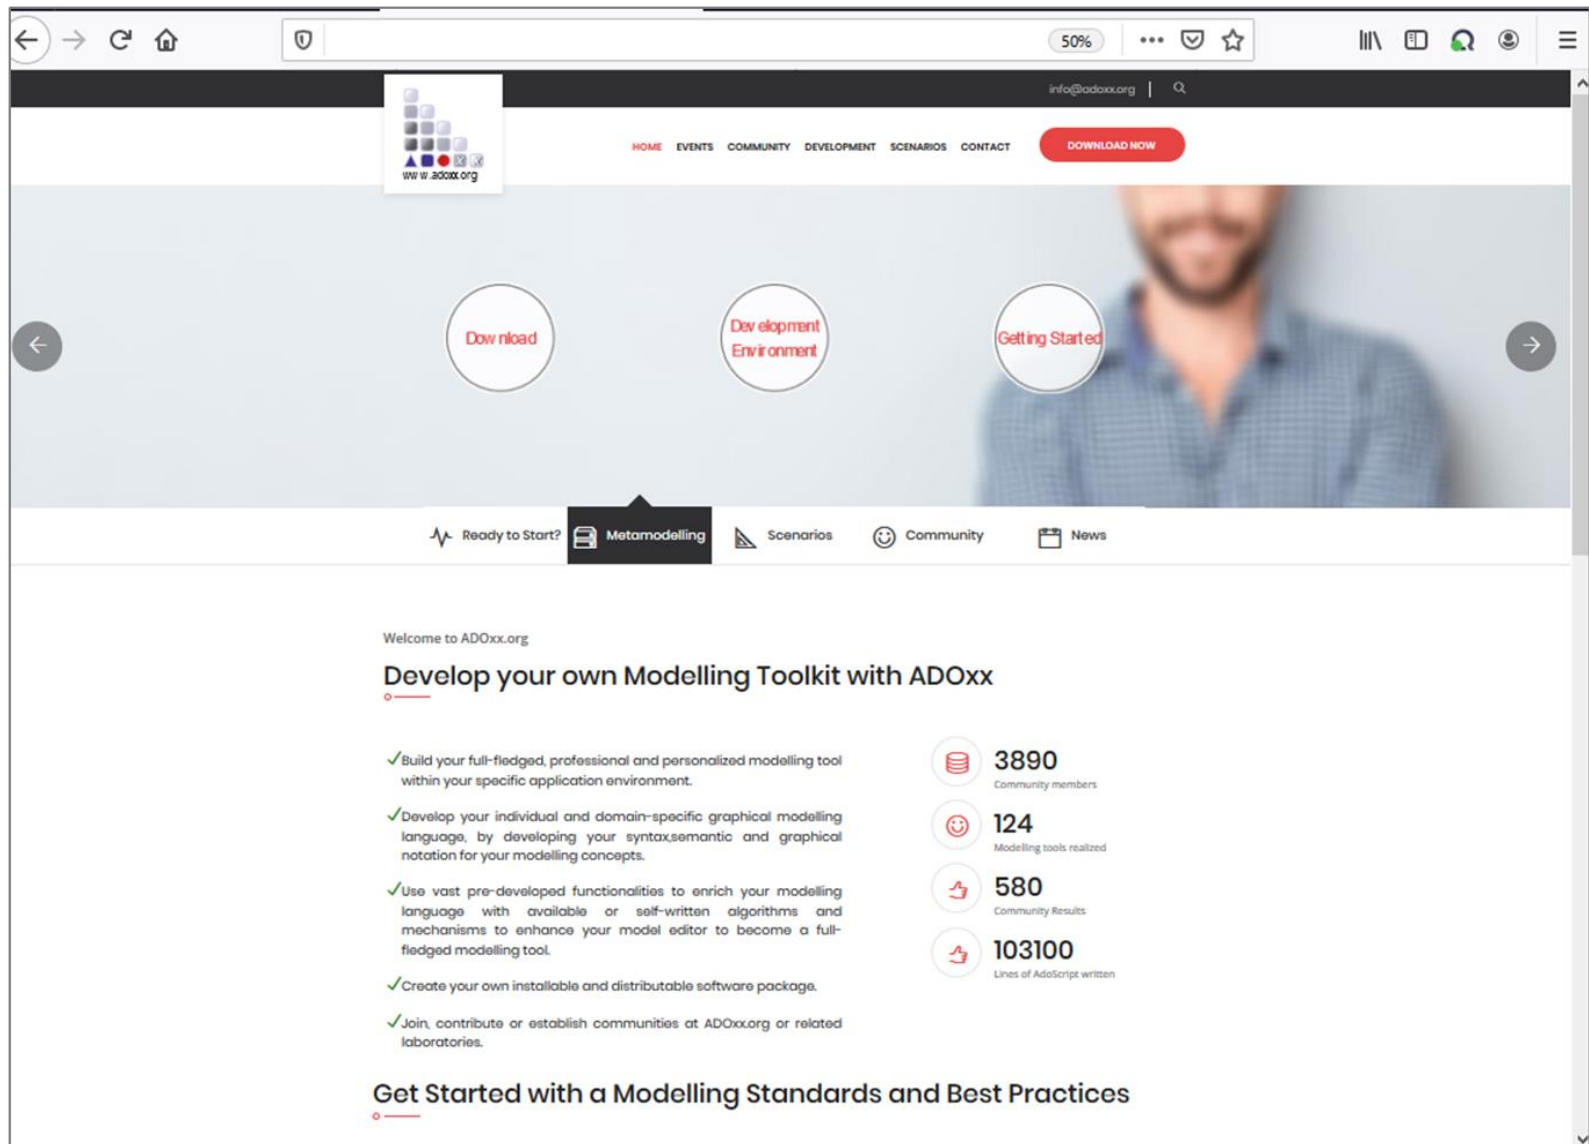 50%
info@adoxx.org
www.adoxx.org
HOME EVENTS COMMUNITY DEVELOPMENT SCENARIOS CONTACT DOWNLOAD NOW
Download
Development
Environment
Getting Started
Ready to Start? Metamodelling Scenarios Community News
Welcome to ADOxx.org
Develop your own Modelling Toolkit with ADOxx
Build your full-fledged, professional and personalized modelling tool
within your specific application environment.
Develop your individual and domain-specific graphical modelling
language, by developing your syntax,semantic and graphical
notation for your modelling concepts.
Use vast pre-developed functionalities to enrich your modelling
language with available or self-written algorithms and
mechanisms to enhance your model editor to become a full-
fledged modelling tool.
Create your own installable and distributable software package.
Join, contribute or establish communities at ADOxx.org or related
laboratories.
3890
Community members
124
Modelling tools realized
580
Community Results
103100
Lines of AdoScript written
Get Started with a Modelling Standards and Best Practices